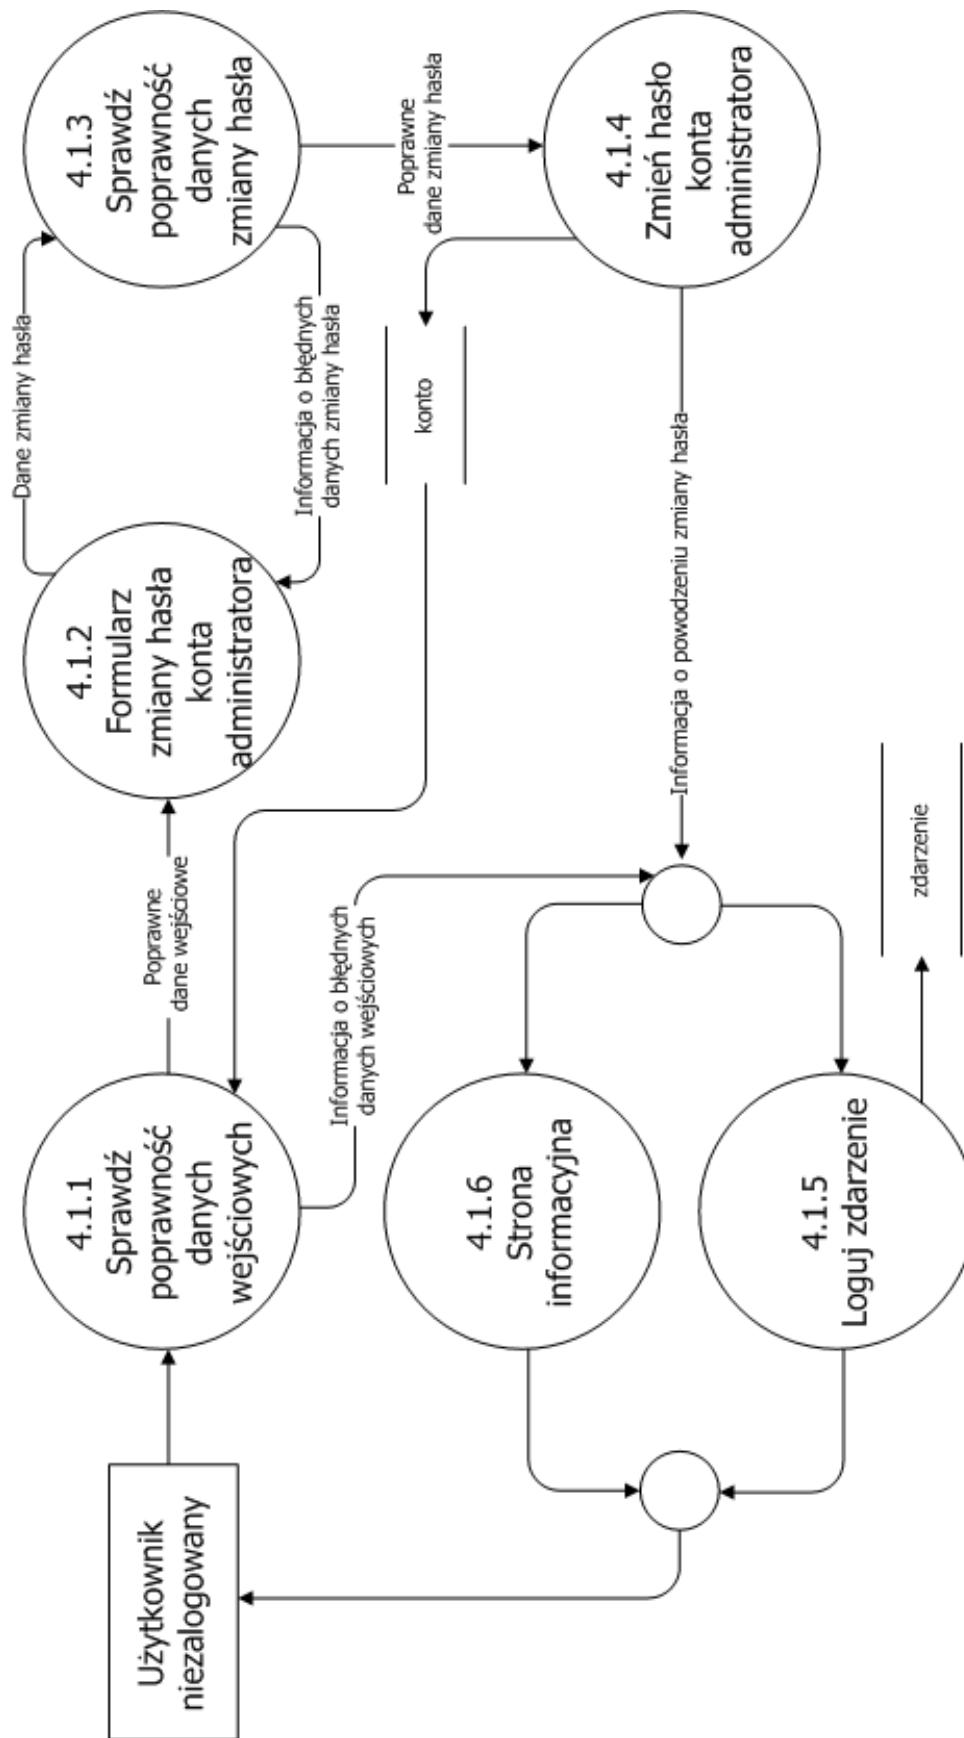 Użytkownik
niezalogowany
4.1.1
Sprawdź
poprawność
danych
wejściowych
Poprawne
dane wejściowe
4.1.2
Formularz
zmiany hasła
konta
administratora
Dane zmiany hasła
4.1.3
Sprawdź
poprawność
danych
zmiany hasła
Informacja o błędnych
danych zmiany hasła
Poprawne
dane zmiany hasła
konto
Informacja o błędnych
danych wejściowych
4.1.6
Strona
informacyjna
Informacja o powodzeniu zmiany hasła
4.1.4
Zmień hasło
konta
administratora
4.1.5
Loguj zdarzenie
zdarzenie